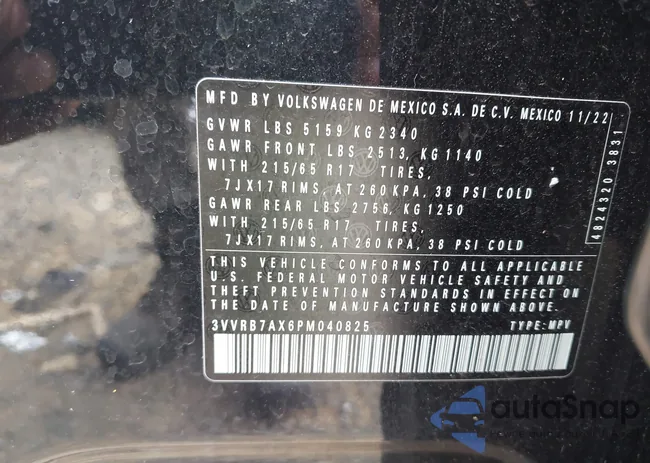 MFD BY VOLKSWAGEN DE MEXICO S.A. DE C.V. MEXICO 11/22
GVWR LBS 5159 KG 2340
GAWR FRONT LBS 2513, KG 1140
WITH 215/65 R17 TIRES,
7JX17 RIMS, AT 260 KPA, 38 PSI COLD
GAWR REAR LBS 2756, KG 1250
WITH 215/65 R17 TIRES,
7JX17 RIMS, AT 260 KPA, 38 PSI COLD
4824320 3831
THIS VEHICLE CONFORMS TO ALL APPLICABLE
U.S. FEDERAL MOTOR VEHICLE SAFETY AND
THEFT PREVENTION STANDARDS IN EFFECT ON
THE DATE OF MANUFACTURE SHOWN ABOVE.
3VVRB7AX6PM040825 TYPE: MPV
autoSnap